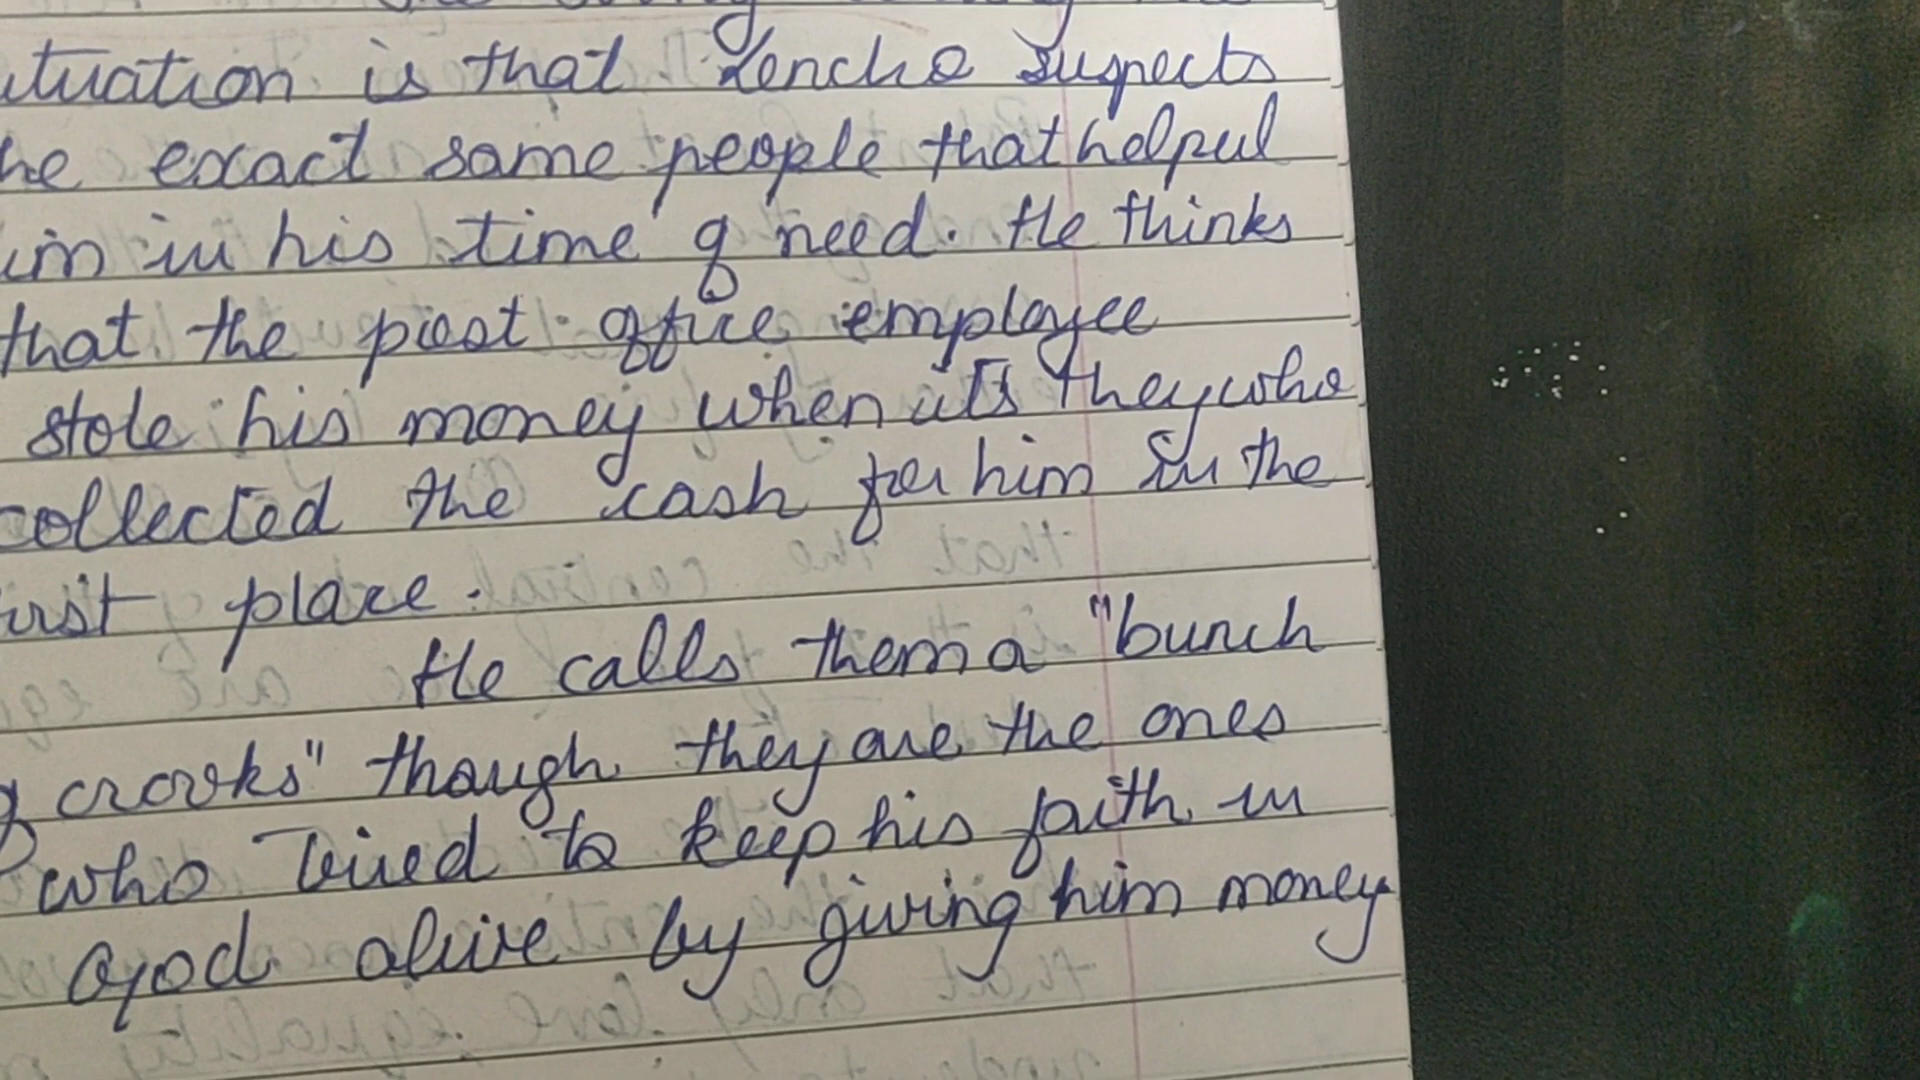 ituation is that Lencho suspects
he exact same people that helped
im in his time of need. He thinks
that the post office employee
stole his money when its they who
collected the cash for him in the
irst place.
He calls them a "bunch
of crooks" though they are the ones
who tried to keep his faith in
God alive by giving him money